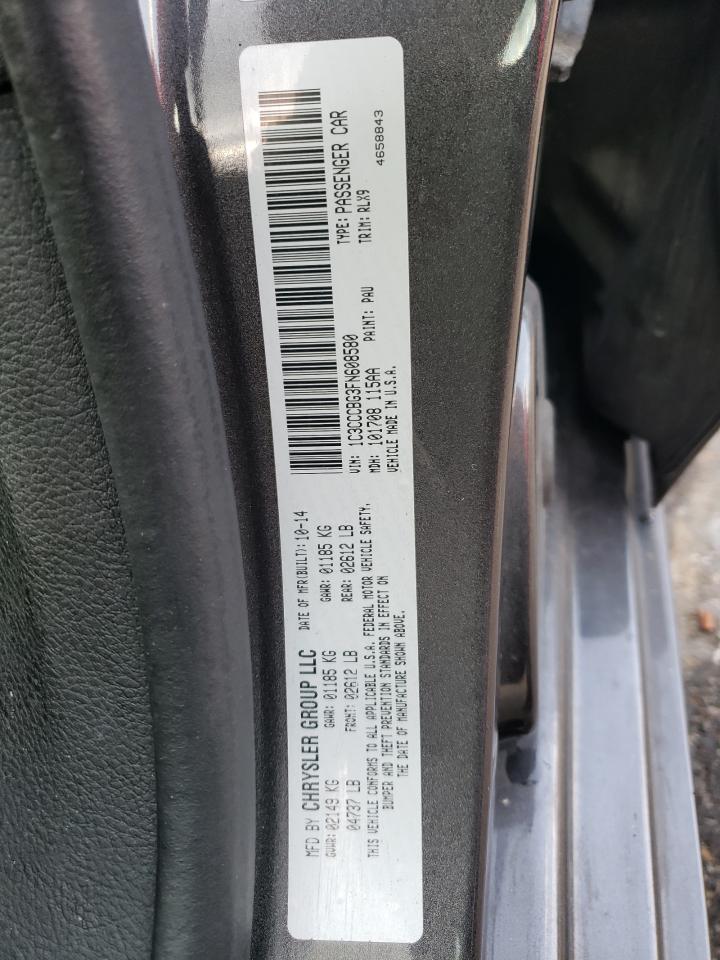 MFD BY CHRYSLER GROUP LLC
DATE OF MFR(BUILT): 10-14
GVWR: 02149 KG
GAWR: 01185 KG
GAWR: 01185 KG
04737 LB
FRONT: 02612 LB
REAR: 02612 LB
THIS VEHICLE CONFORMS TO ALL APPLICABLE U.S.A. FEDERAL MOTOR VEHICLE SAFETY,
BUMPER AND THEFT PREVENTION STANDARDS IN EFFECT ON
THE DATE OF MANUFACTURE SHOWN ABOVE.
VIN: 1C3CCCBG3FN608580
TYPE: PASSENGER CAR
MDH: 101708 115AA
PAINT: PAU
TRIM: RLX9
VEHICLE MADE IN U.S.A.
4658843